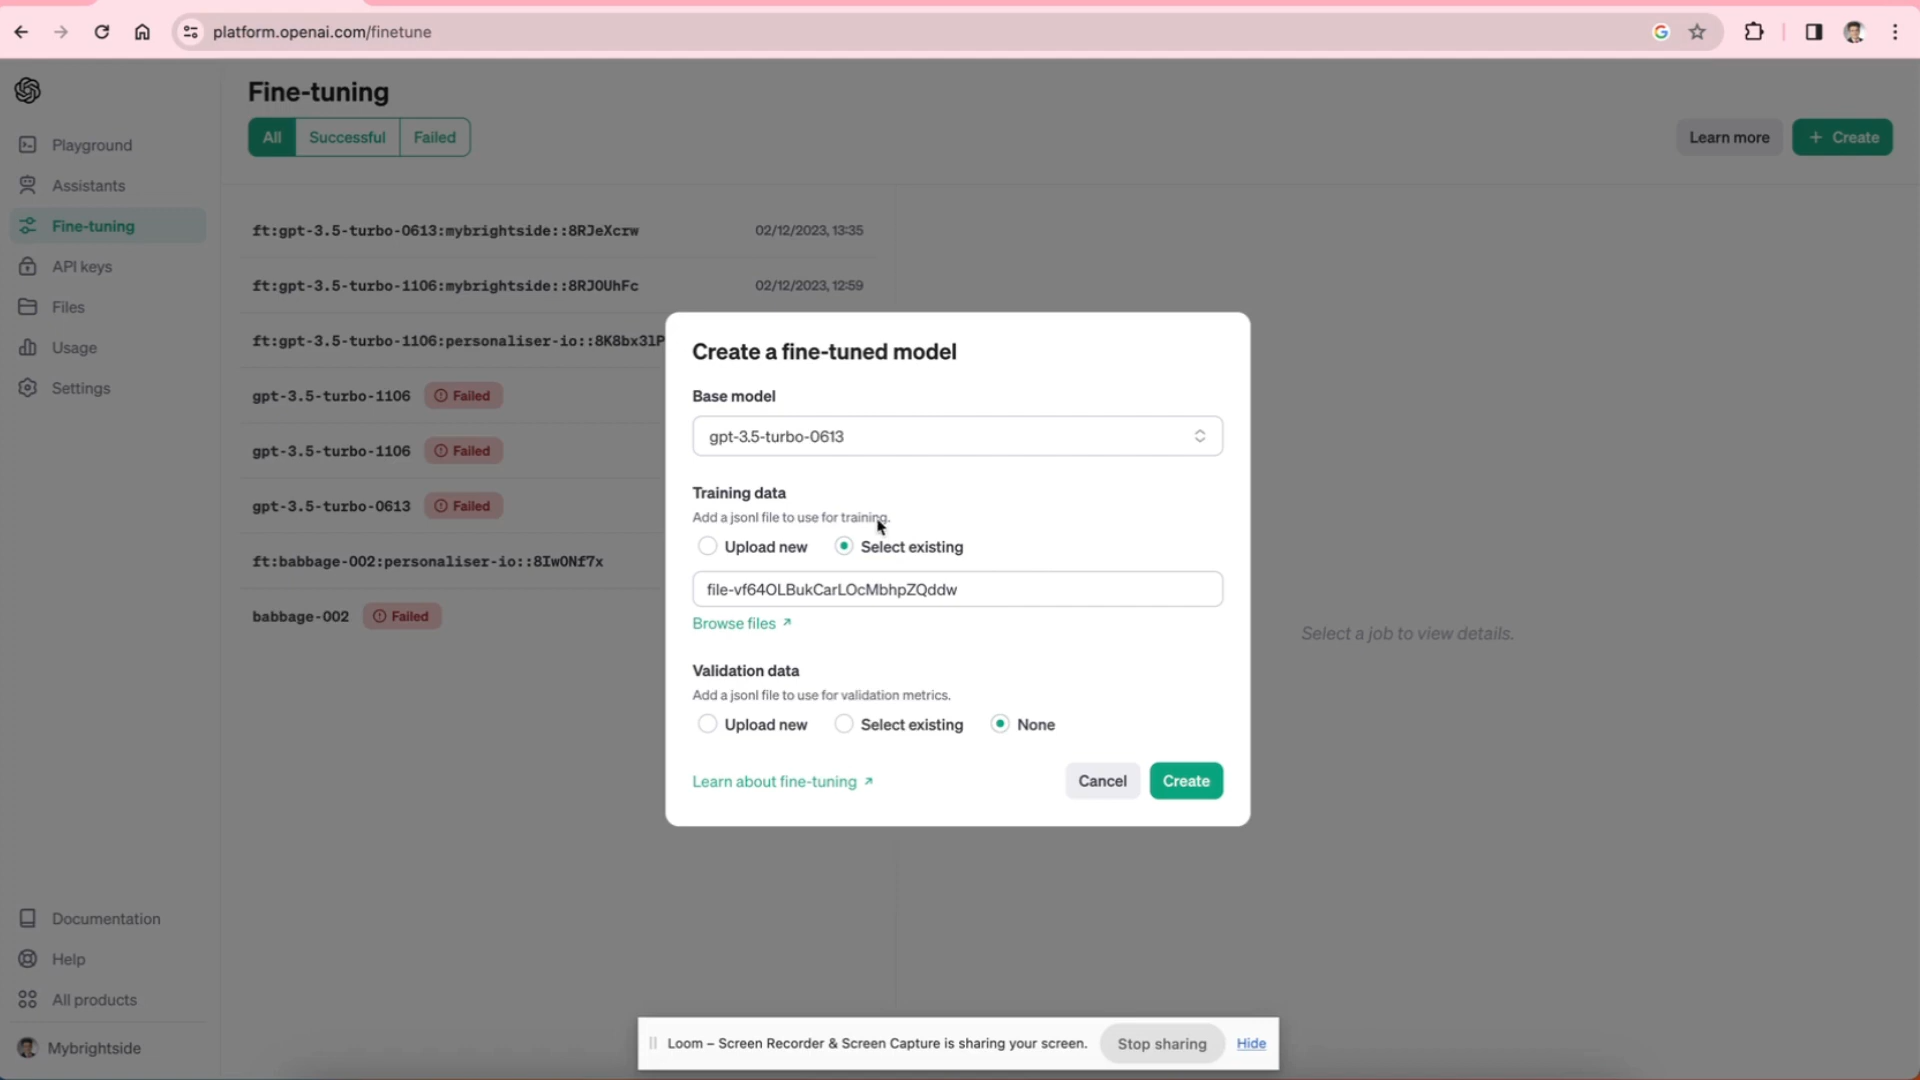 platform.openai.com/finetune
Fine-tuning
All Successful Failed
Learn more
+ Create
Playground
Assistants
Fine-tuning
API keys
Files
Usage
Settings
ft:gpt-3.5-turbo-0613:mybrightside::8RJeXcrw 02/12/2023, 13:35
ft:gpt-3.5-turbo-1106:mybrightside::8RJOUhFc 02/12/2023, 12:59
ft:gpt-3.5-turbo-1106:personaliser-io::8K8bx3lP
gpt-3.5-turbo-1106 Failed
gpt-3.5-turbo-1106 Failed
gpt-3.5-turbo-0613 Failed
ft:babbage-002:personaliser-io::8IwONf7x
babbage-002 Failed
Create a fine-tuned model
Base model
gpt-3.5-turbo-0613
Training data
Add a jsonl file to use for training.
Upload new Select existing
file-vf64OLBukCarLOcMbhpZQddw
Browse files
Validation data
Add a jsonl file to use for validation metrics.
Upload new Select existing None
Learn about fine-tuning
Cancel Create
Select a job to view details.
Documentation
Help
All products
Mybrightside
Loom – Screen Recorder & Screen Capture is sharing your screen. Stop sharing Hide